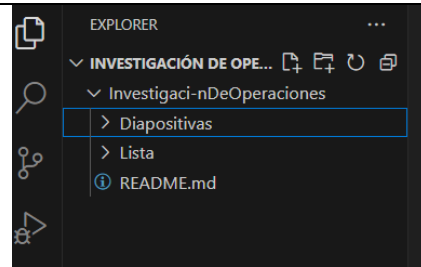 EXPLORER
INVESTIGACIÓN DE OPE...
Investigaci-nDeOperaciones
Diapositivas
Lista
README.md